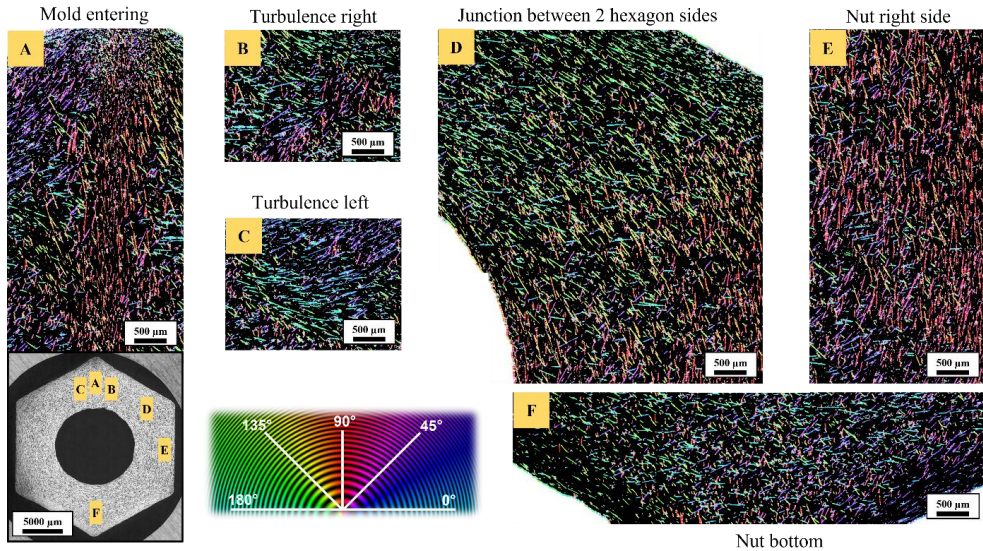 Mold entering
Turbulence right
Junction between 2 hexagon sides
Nut right side
A
B
D
E
500 µm
Turbulence left
C
500 µm
500 µm
500 µm
500 µm
C A B
D
E
F
5000 µm
135°
90°
45°
180°
0°
F
500 µm
Nut bottom